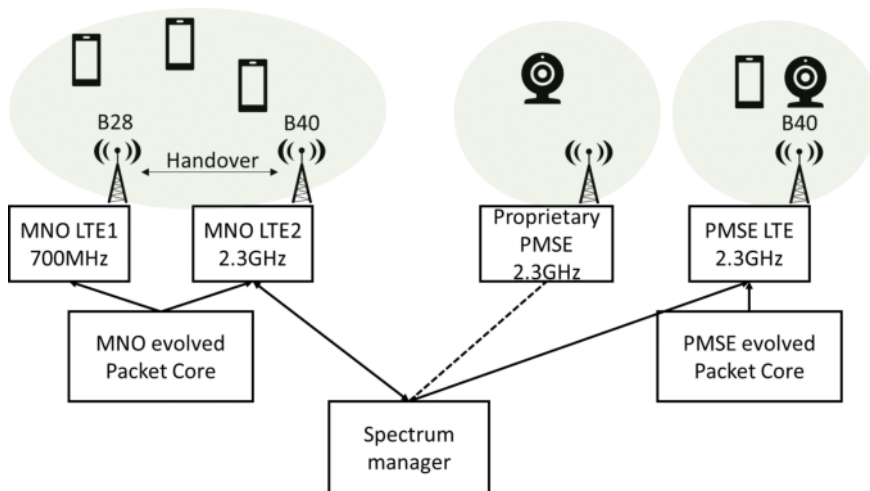 B28
B40
Handover
B40
MNO LTE1
700MHz
MNO LTE2
2.3GHz
Proprietary
PMSE
2.3GHz
PMSE LTE
2.3GHz
MNO evolved
Packet Core
PMSE evolved
Packet Core
Spectrum
manager